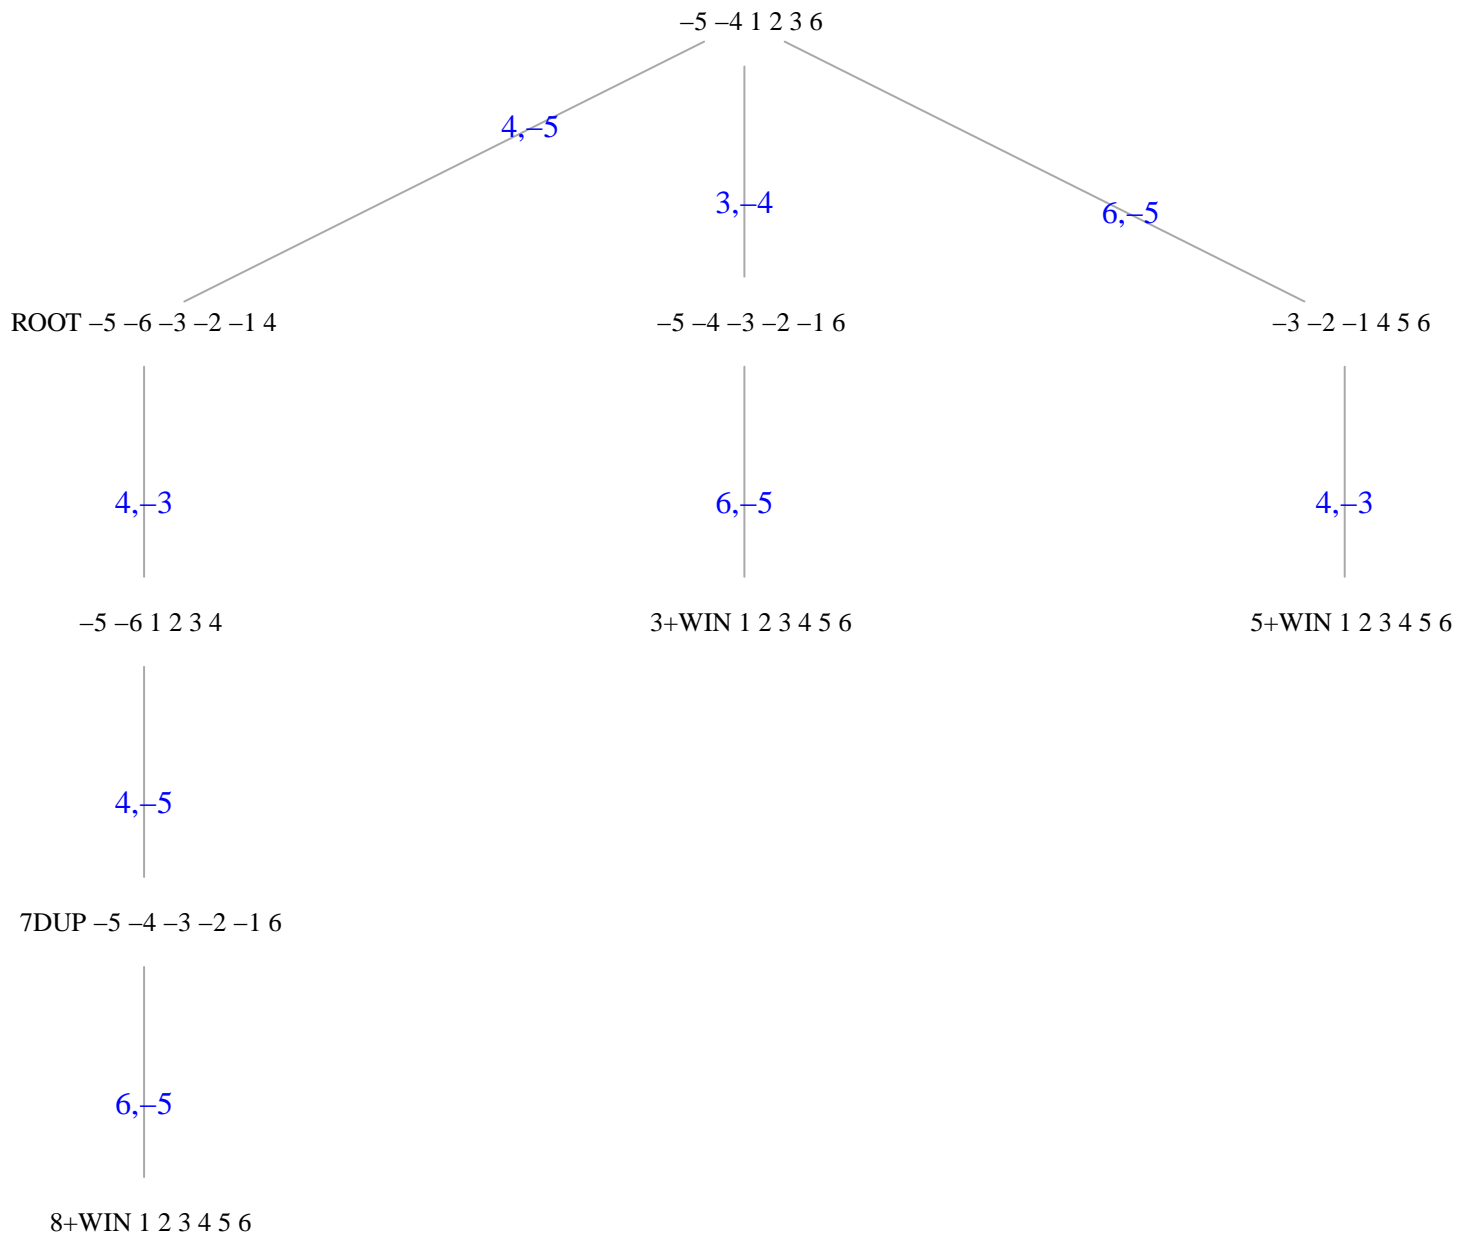 –5 –4 1 2 3 6
4,–5
3,–4
6,–5
ROOT –5 –6 –3 –2 –1 4
–5 –4 –3 –2 –1 6
–3 –2 –1 4 5 6
4,–3
6,–5
4,–3
–5 –6 1 2 3 4
3+WIN 1 2 3 4 5 6
5+WIN 1 2 3 4 5 6
4,–5
7DUP –5 –4 –3 –2 –1 6
6,–5
8+WIN 1 2 3 4 5 6